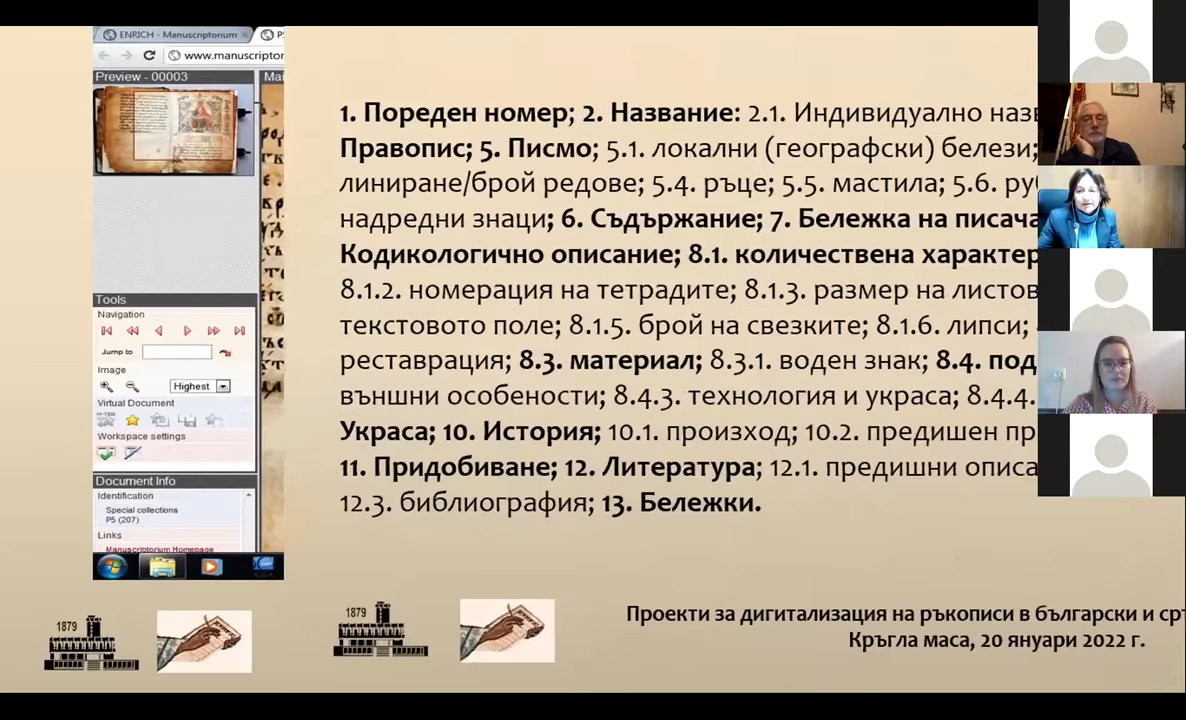 ENRICH - Manuscriptorium
www.manuscriptor
Preview - 00003
Tools
Navigation
Jump to
Image
Highest
Virtual Document
Workspace settings
Document Info
Identification
Special collections
P5 (207)
Links
Manuscriptorium Homepage
1. Пореден номер; 2. Название: 2.1. Индивидуално назв
Правопис; 5. Писмо; 5.1. локални (географски) белези;
линиране/брой редове; 5.4. ръце; 5.5. мастила; 5.6. ру
надредни знаци; 6. Съдържание; 7. Бележка на писача
Кодикологично описание; 8.1. количествена характер
8.1.2. номерация на тетрадите; 8.1.3. размер на листов
текстовото поле; 8.1.5. брой на свезките; 8.1.6. липси;
реставрация; 8.3. материал; 8.3.1. воден знак; 8.4. под
външни особености; 8.4.3. технология и украса; 8.4.4.
Украса; 10. История; 10.1. произход; 10.2. предишен пр
11. Придобиване; 12. Литература; 12.1. предишни описа
12.3. библиография; 13. Бележки.
1879
1879
Проекти за дигитализация на ръкописи в български и ср
Кръгла маса, 20 януари 2022 г.